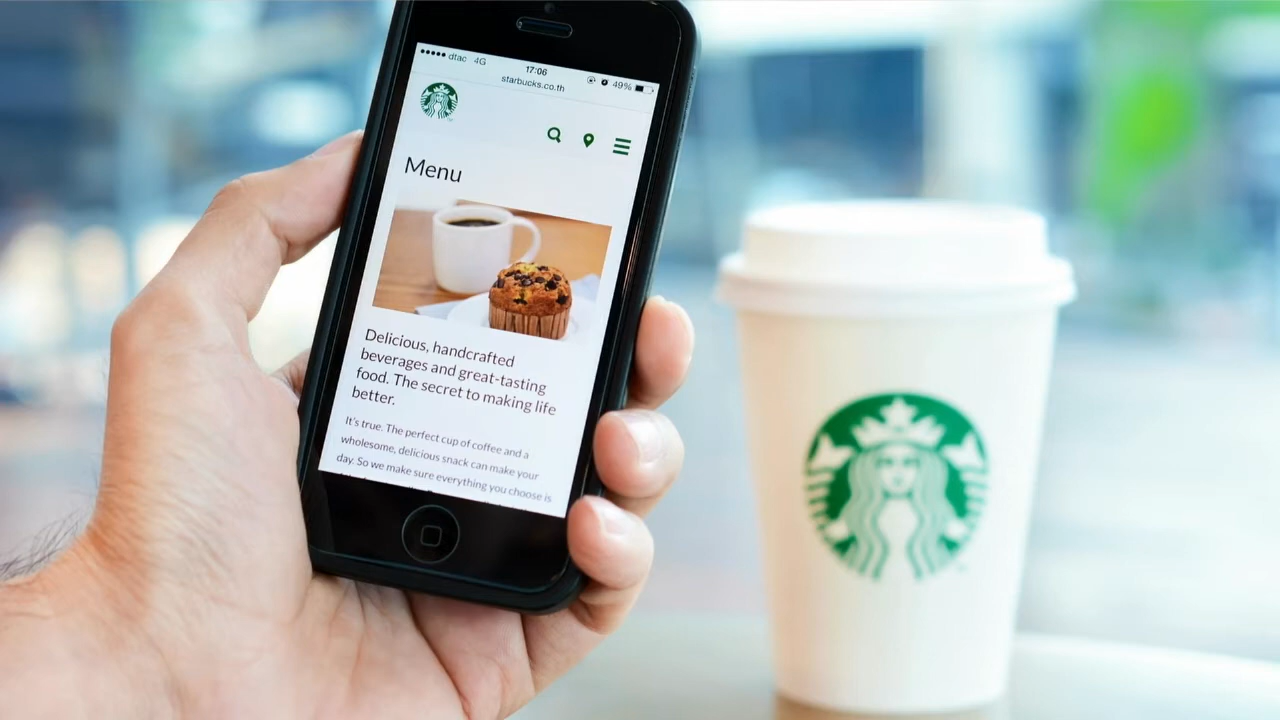 dtac 4G 17:06 49%
starbucks.co.th
Menu
Delicious, handcrafted
beverages and great-tasting
food. The secret to making life
better.
It's true. The perfect cup of coffee and a
wholesome, delicious snack can make your
day. So we make sure everything you choose is